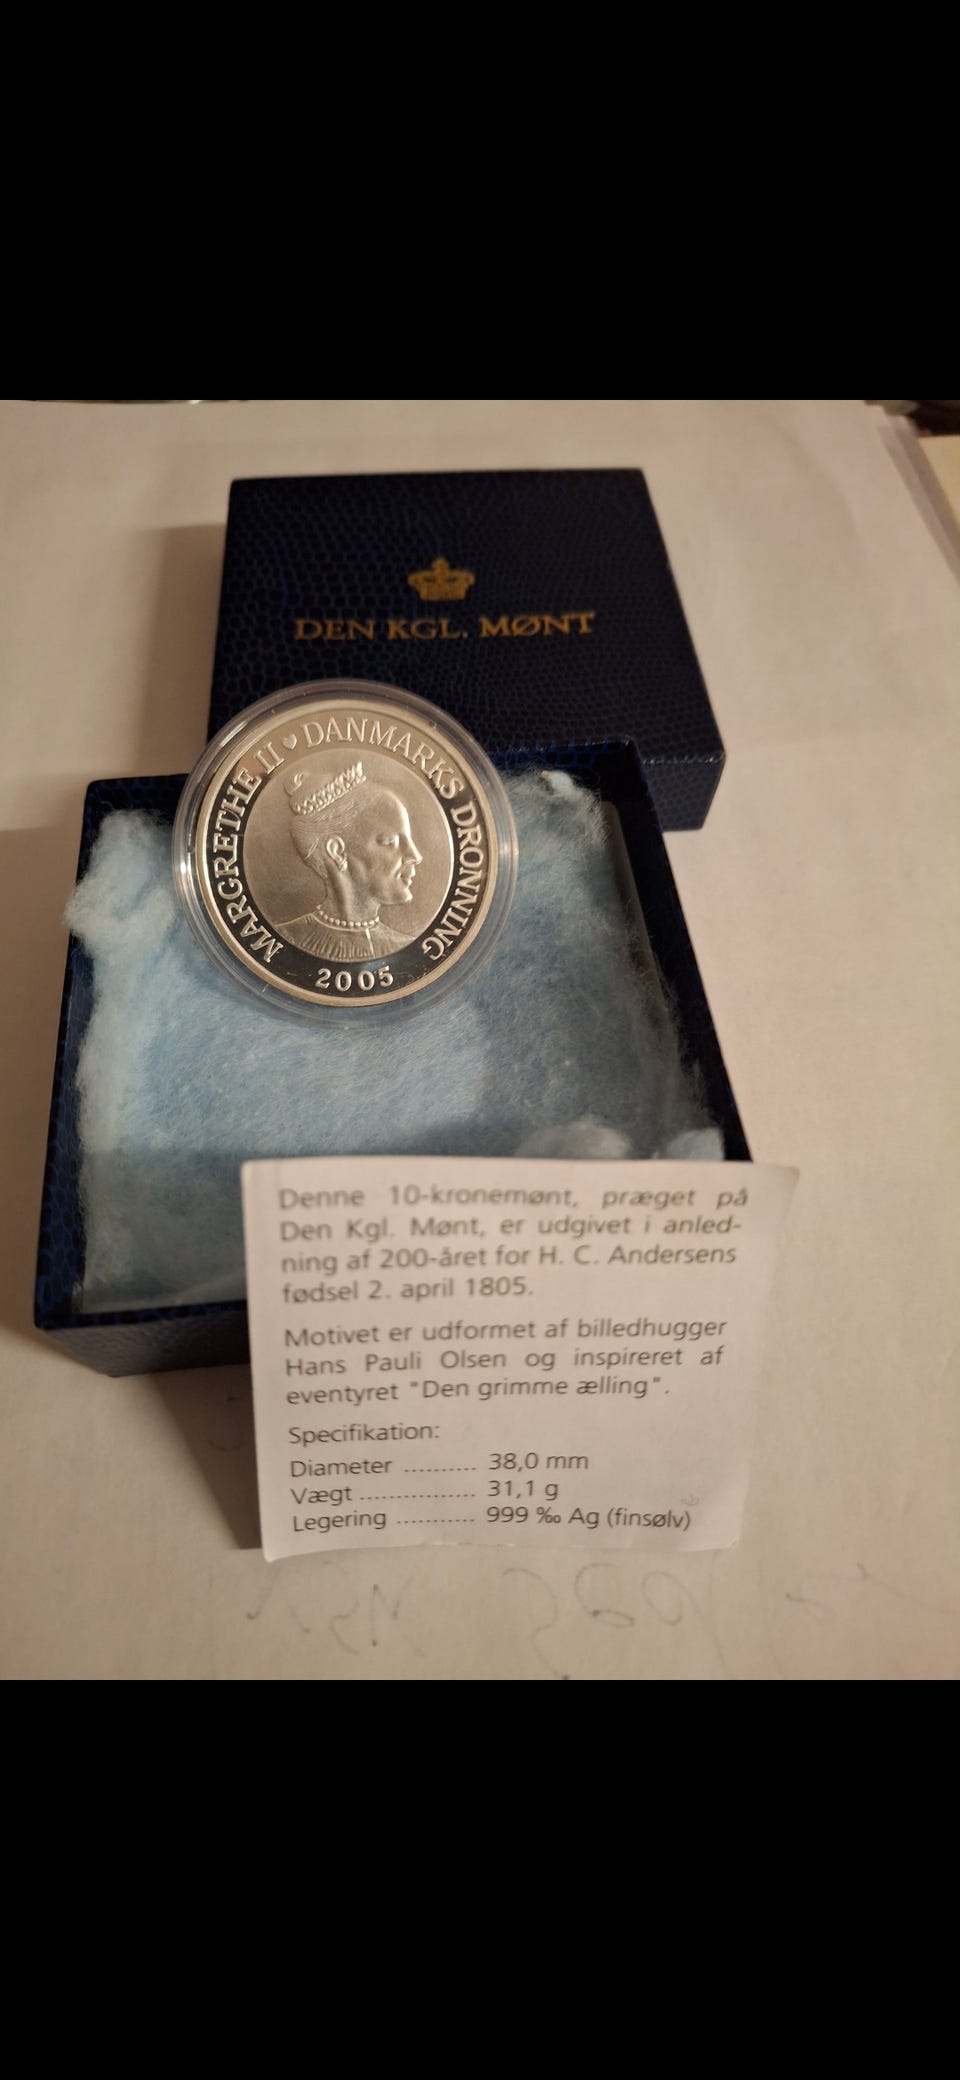 DEN KGL. MØNT
MARGRETHE II ♥ DANMARKS DRONNING
2005
Denne 10-kronemønt, præget på
Den Kgl. Mønt, er udgivet i anled-
ning af 200-året for H. C. Andersens
fødsel 2. april 1805.
Motivet er udformet af billedhugger
Hans Pauli Olsen og inspireret af
eventyret "Den grimme ælling".
Specifikation:
Diameter .......... 38,0 mm
Vægt ................ 31,1 g
Legering ........... 999 ‰ Ag (finsølv)